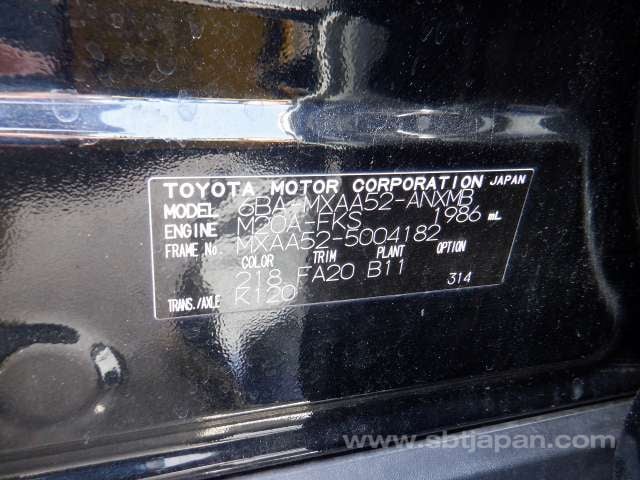 TOYOTA MOTOR CORPORATION JAPAN
MODEL 6BA-MXAA52-ANXMB
ENGINE M20A-FKS 1986 mL
FRAME No. MXAA52-5004182
COLOR TRIM PLANT OPTION
218 FA20 B11
TRANS./AXLE K120 314
www.sbtjapan.com